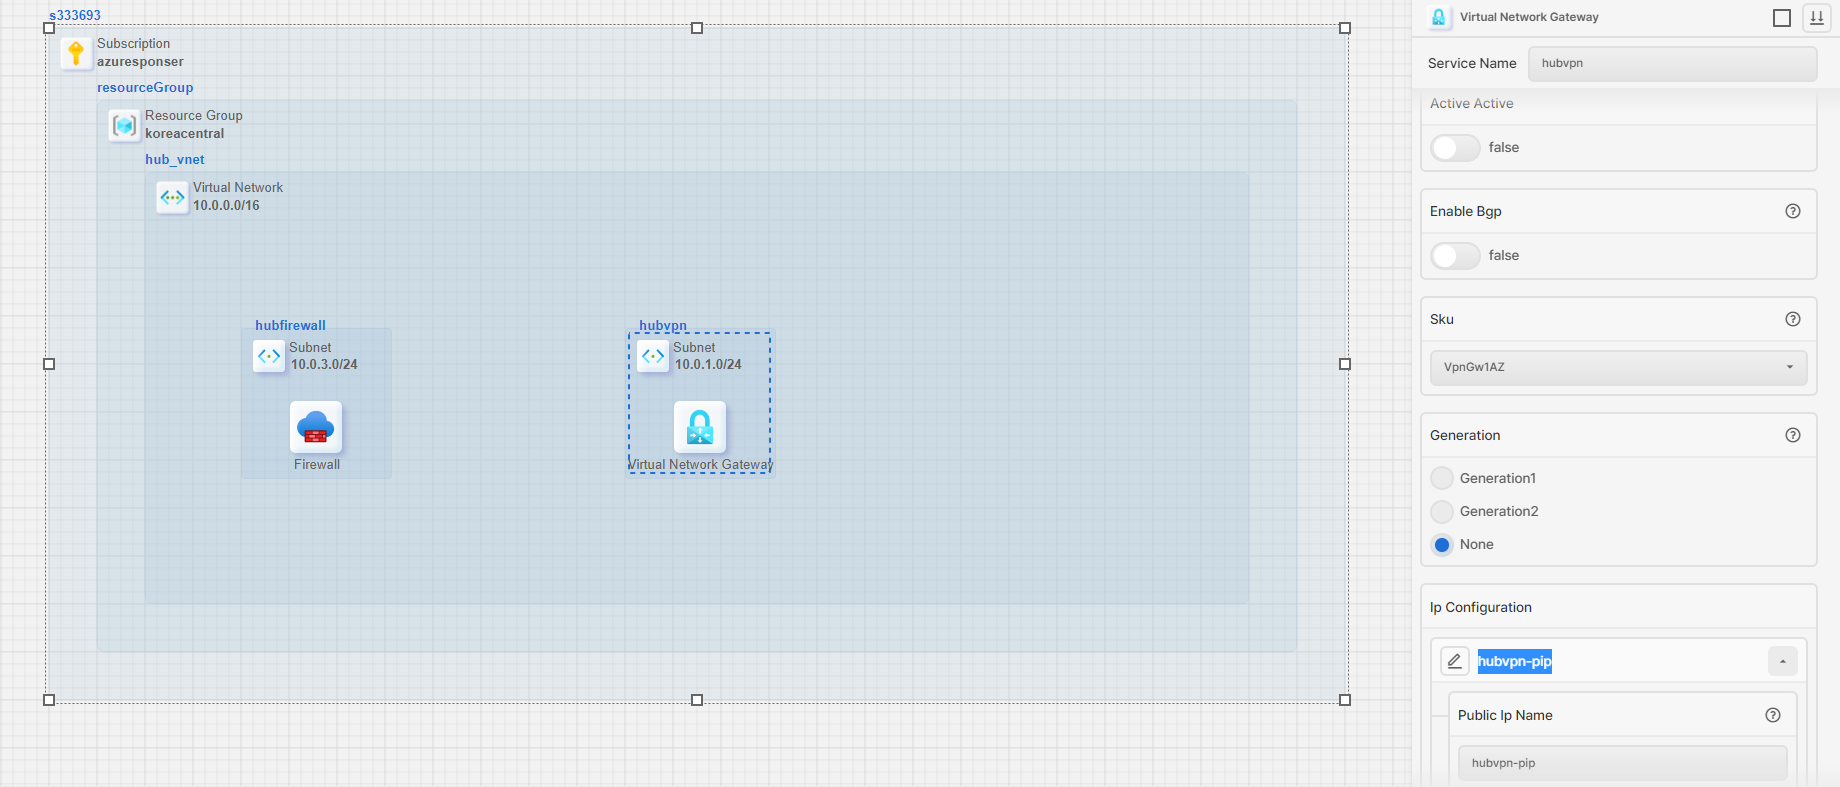 s333693
Subscription
azuresponser
resourceGroup
Resource Group
koreacentral
hub_vnet
Virtual Network
10.0.0.0/16
hubfirewall
Subnet
10.0.3.0/24
Firewall
hubvpn
Subnet
10.0.1.0/24
Virtual Network Gateway
Virtual Network Gateway
Service Name
hubvpn
Active Active
false
Enable Bgp
false
Sku
VpnGw1AZ
Generation
Generation1
Generation2
None
Ip Configuration
hubvpn-pip
Public Ip Name
hubvpn-pip